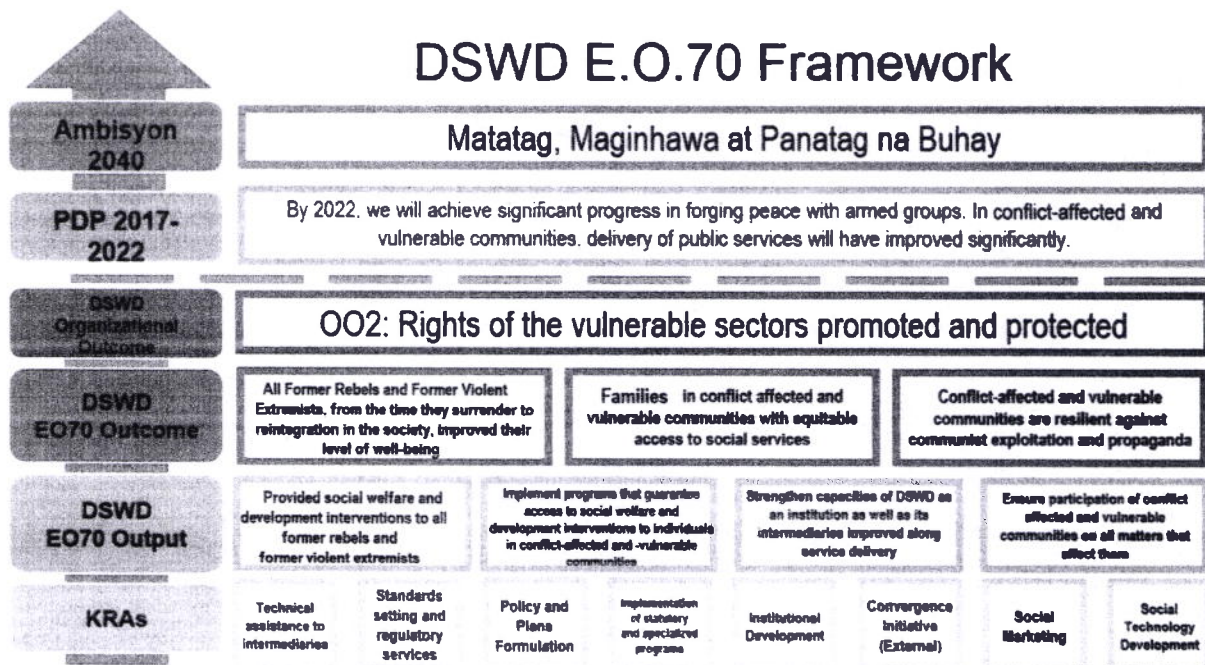 DSWD E.O.70 Framework
Ambisyon
2040
Matatag, Maginhawa at Panatag na Buhay
PDP 2017-
2022
By 2022, we will achieve significant progress in forging peace with armed groups. In conflict-affected and
vulnerable communities, delivery of public services will have improved significantly.
DSWD
Organizational
Outcome
OO2: Rights of the vulnerable sectors promoted and protected
DSWD
EO70 Outcome
All Former Rebels and Former Violent
Extremists, from the time they surrender to
reintegration in the society, improved their
level of well-being
Families in conflict affected and
vulnerable communities with equitable
access to social services
Conflict-affected and vulnerable
communities are resilient against
communist exploitation and propaganda
DSWD
EO70 Output
Provided social welfare and
development interventions to all
former rebels and
former violent extremists
Implement programs that guarantee
access to social welfare and
development interventions to individuals
in conflict-affected and -vulnerable
communities
Strengthen capacities of DSWD as
an institution as well as its
intermediaries improved along
service delivery
Ensure participation of conflict
affected and vulnerable
communities on all matters that
affect them
KRAs
Technical
assistance to
intermediaries
Standards
setting and
regulatory
services
Policy and
Plans
Formulation
Implementation
of statutory
and specialized
programs
Institutional
Development
Convergence
Initiative
(External)
Social
Marketing
Social
Technology
Development